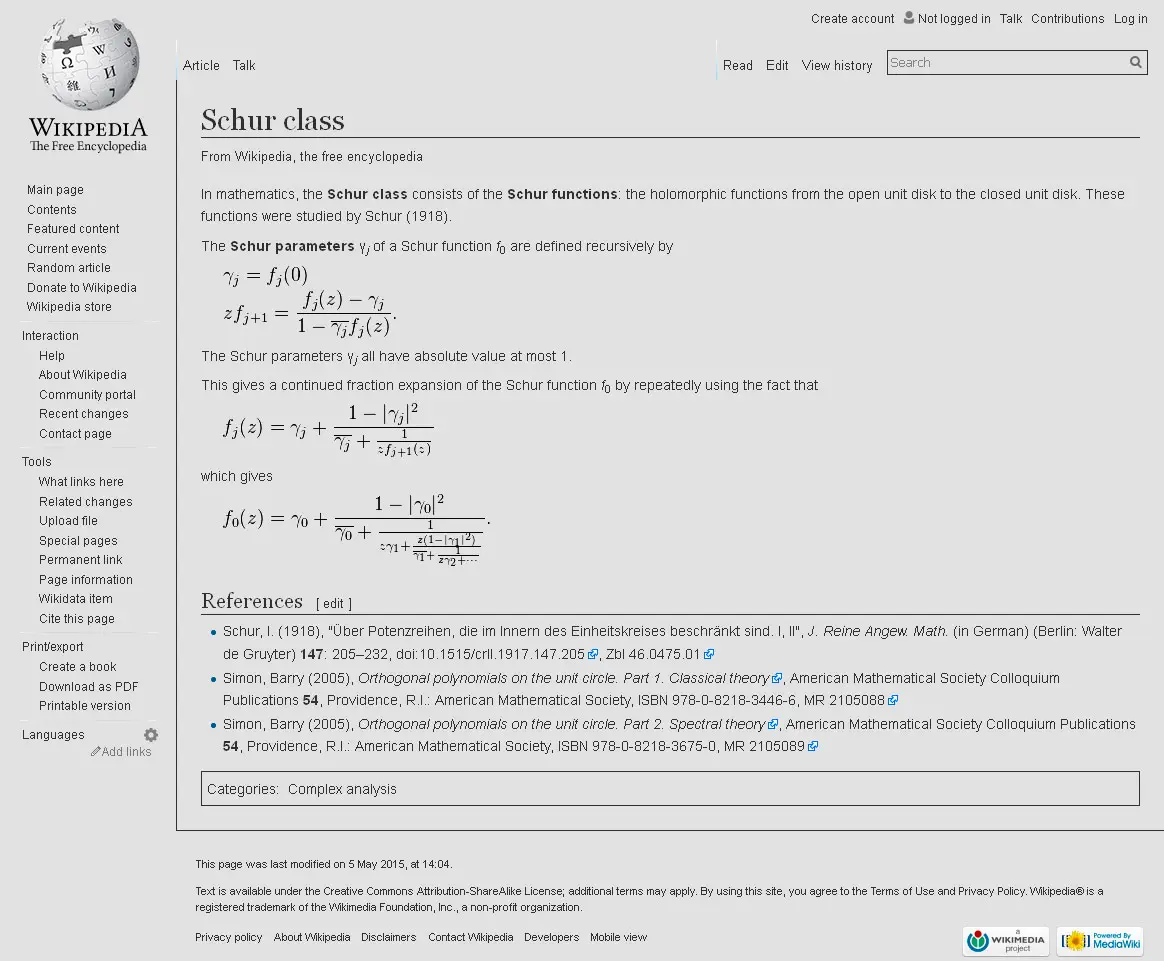 Create account Not logged in Talk Contributions Log in
Article Talk Read Edit View history Search
WIKIPEDIA
The Free Encyclopedia
Main page
Contents
Featured content
Current events
Random article
Donate to Wikipedia
Wikipedia store
Interaction
Help
About Wikipedia
Community portal
Recent changes
Contact page
Tools
What links here
Related changes
Upload file
Special pages
Permanent link
Page information
Wikidata item
Cite this page
Print/export
Create a book
Download as PDF
Printable version
Languages
Add links
Schur class
From Wikipedia, the free encyclopedia
In mathematics, the Schur class consists of the Schur functions: the holomorphic functions from the open unit disk to the closed unit disk. These
functions were studied by Schur (1918).
The Schur parameters γ_j of a Schur function f_0 are defined recursively by
γ_j = f_j(0)
z f_{j+1} = \frac{f_j(z) − γ_j}{1 − \overline{γ_j} f_j(z)}.
The Schur parameters γ_j all have absolute value at most 1.
This gives a continued fraction expansion of the Schur function f_0 by repeatedly using the fact that
f_j(z) = γ_j + \frac{1 − |γ_j|^2}{\overline{γ_j} + \frac{1}{z f_{j+1}(z)}}
which gives
f_0(z) = γ_0 + \frac{1 − |γ_0|^2}{\overline{γ_0} + \frac{1}{zγ_1 + \frac{z(1−|γ_1|^2)}{\overline{γ_1} + \frac{1}{zγ_2+⋯}}}}.
References [ edit ]
• Schur, I. (1918), "Über Potenzreihen, die im Innern des Einheitskreises beschränkt sind. I, II", J. Reine Angew. Math. (in German) (Berlin: Walter
de Gruyter) 147: 205–232, doi:10.1515/crll.1917.147.205, Zbl 46.0475.01
• Simon, Barry (2005), Orthogonal polynomials on the unit circle. Part 1. Classical theory, American Mathematical Society Colloquium
Publications 54, Providence, R.I.: American Mathematical Society, ISBN 978-0-8218-3446-6, MR 2105088
• Simon, Barry (2005), Orthogonal polynomials on the unit circle. Part 2. Spectral theory, American Mathematical Society Colloquium Publications
54, Providence, R.I.: American Mathematical Society, ISBN 978-0-8218-3675-0, MR 2105089
Categories: Complex analysis
This page was last modified on 5 May 2015, at 14:04.
Text is available under the Creative Commons Attribution-ShareAlike License; additional terms may apply. By using this site, you agree to the Terms of Use and Privacy Policy. Wikipedia® is a
registered trademark of the Wikimedia Foundation, Inc., a non-profit organization.
Privacy policy About Wikipedia Disclaimers Contact Wikipedia Developers Mobile view
a
WIKIMEDIA
project
Powered By
MediaWiki